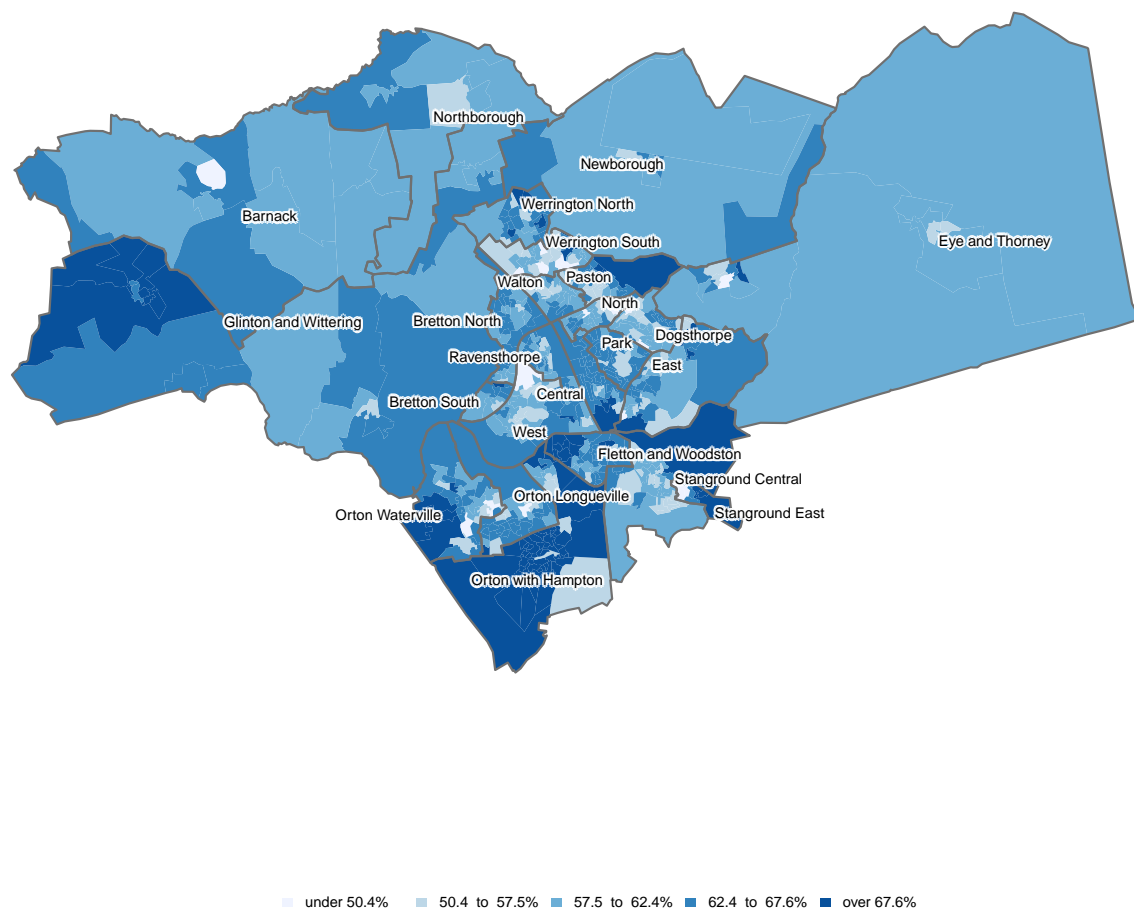 Northborough
Newborough
Barnack
Werrington North
Werrington South
Eye and Thorney
Walton
Paston
North
Glinton and Wittering
Bretton North
Dogsthorpe
Park
Ravensthorpe
East
Central
Bretton South
West
Fletton and Woodston
Stanground Central
Orton Longueville
Orton Waterville
Stanground East
Orton with Hampton
under 50.4% 50.4 to 57.5% 57.5 to 62.4% 62.4 to 67.6% over 67.6%